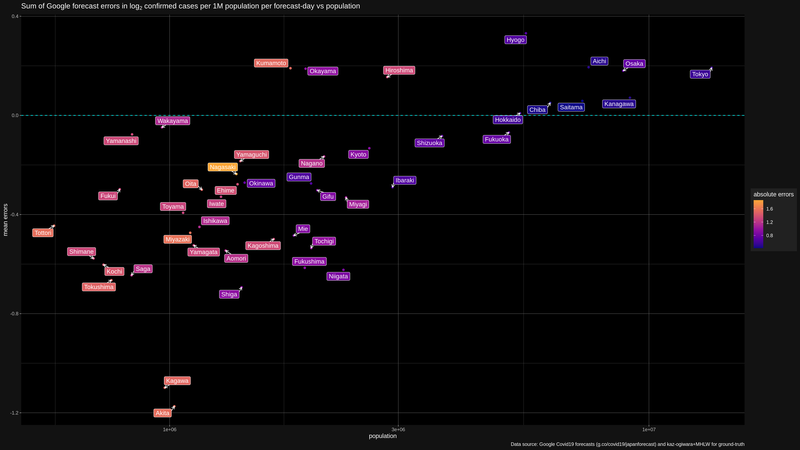 Sum of Google forecast errors in log2 confirmed cases per 1M population per forecast-day vs population
0.4
Hyogo
Kumamoto
Okayama
Hiroshima
Aichi
Osaka
Tokyo
Chiba
Saitama
Kanagawa
0.0
Wakayama
Hokkaido
Yamanashi
Shizuoka
Fukuoka
Yamaguchi
Kyoto
Nagasaki
Nagano
Oita
Ehime
Okinawa
Gunma
Ibaraki
Fukui
Iwate
Gifu
Miyagi
Toyama
-0.4
Ishikawa
Tottori
Miyazaki
Mie
Kagoshima
Tochigi
Shimane
Yamagata
Aomori
Fukushima
Kochi
Saga
Niigata
Tokushima
Shiga
-0.8
Kagawa
Akita
-1.2
mean errors
absolute errors
1.6
1.2
0.8
1e+06
3e+06
1e+07
population
Data source: Google Covid19 forecasts (g.co/covid19/japanforecast) and kaz-ogiwara+MHLW for ground-truth